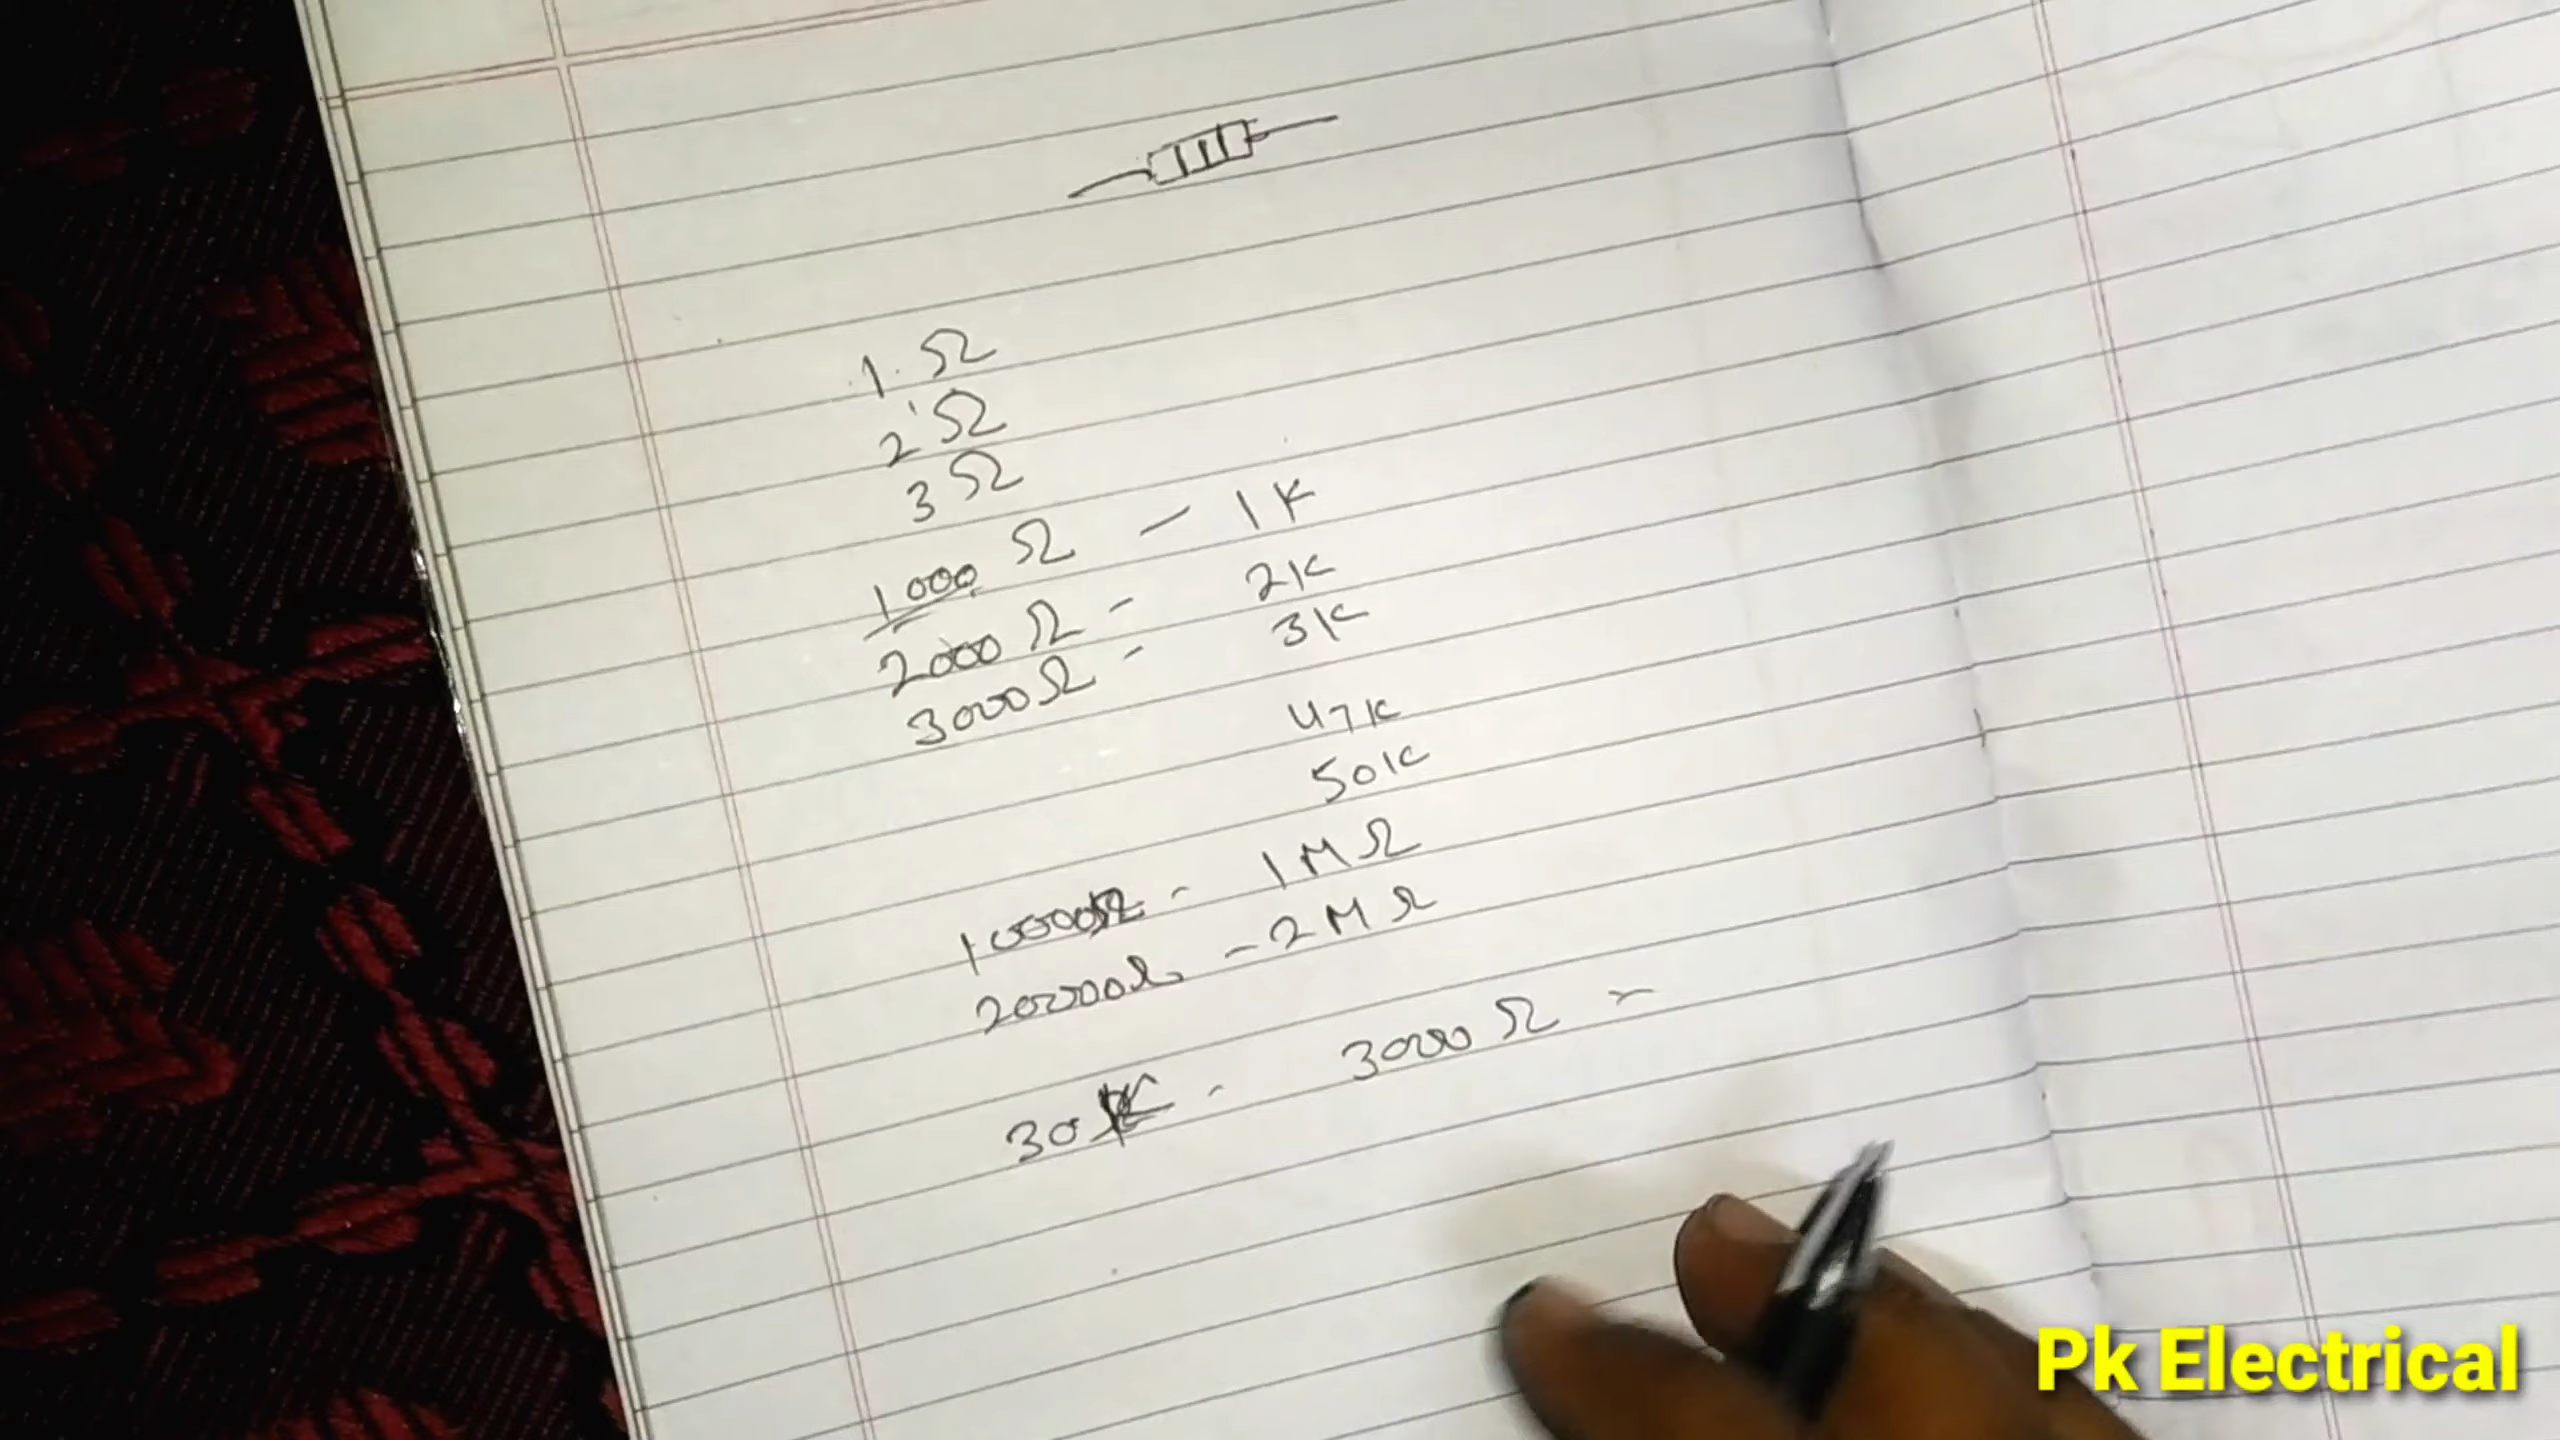 1. Ω
2 Ω
3 Ω
1000 Ω - 1K
2000 Ω - 2K
3000 Ω - 3K
47K
50K
- 1 M Ω
- 2 M Ω
30 - 3000 Ω -
Pk Electrical